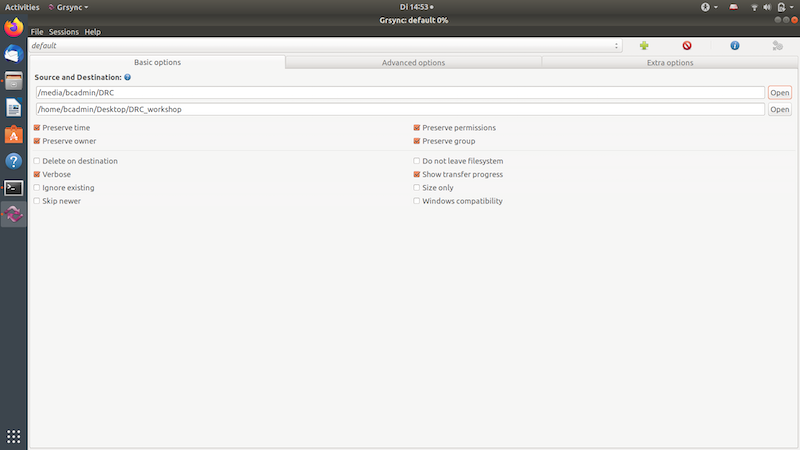 Activities Grsync Di 14:53
Grsync: default 0%
File Sessions Help
default
Basic options Advanced options Extra options
Source and Destination:
/media/bcadmin/DRC Open
/home/bcadmin/Desktop/DRC_workshop Open
Preserve time Preserve permissions
Preserve owner Preserve group
Delete on destination Do not leave filesystem
Verbose Show transfer progress
Ignore existing Size only
Skip newer Windows compatibility